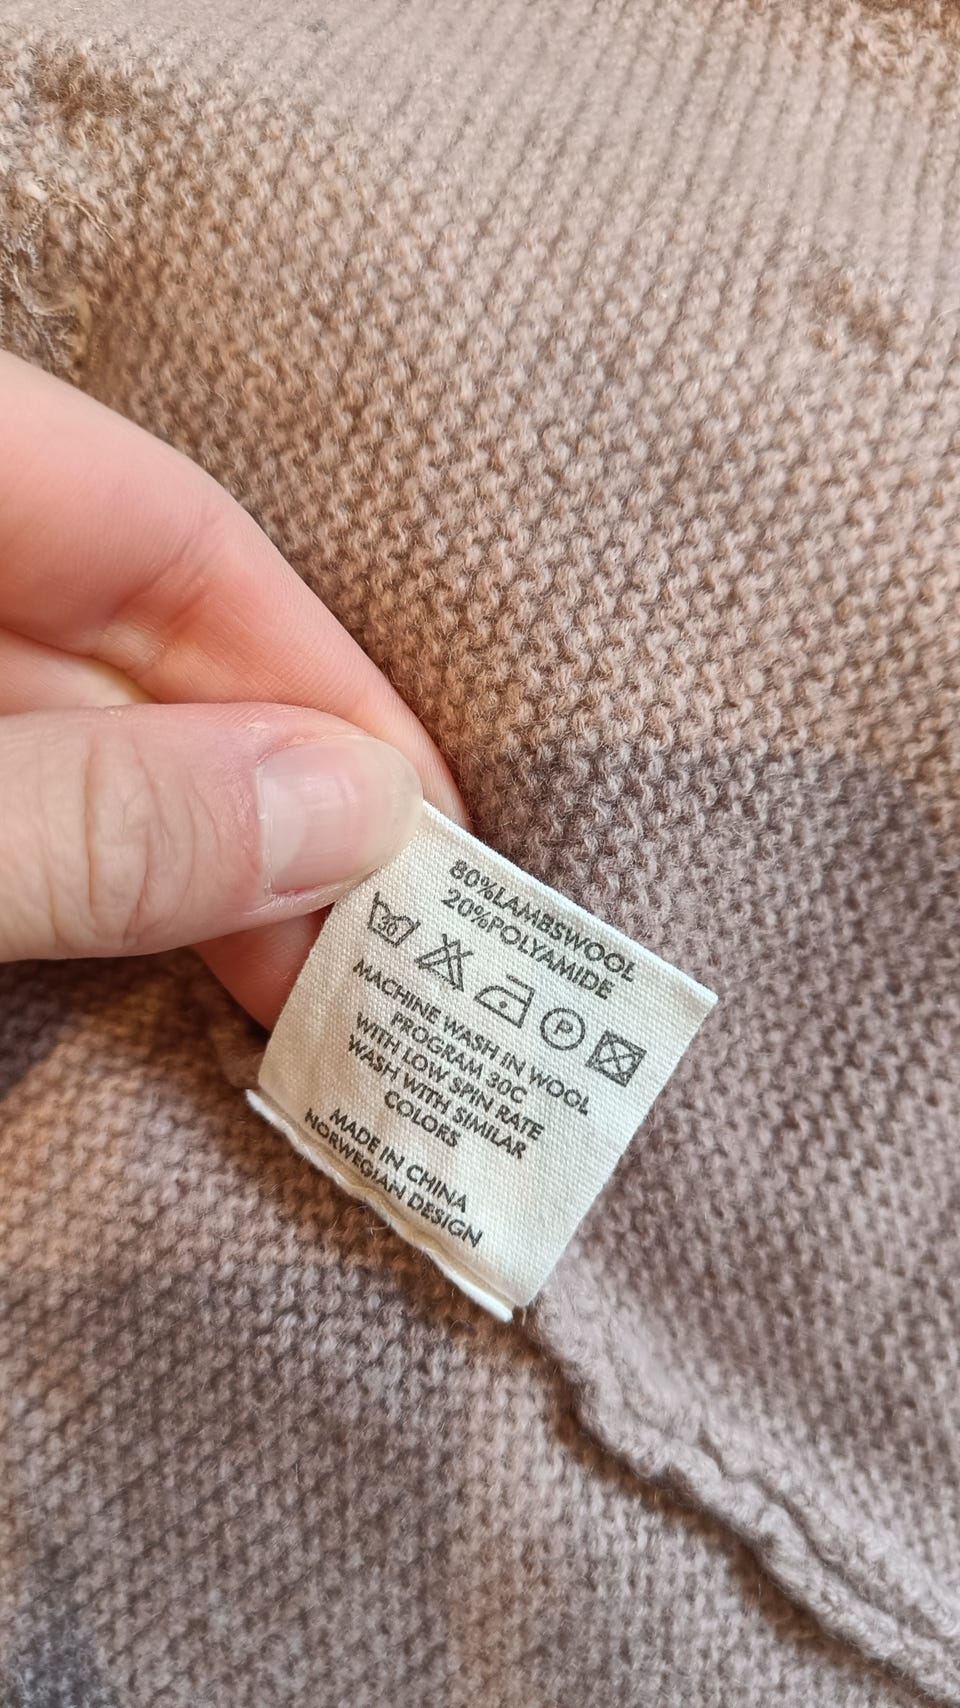 80%LAMBSWOOL
20%POLYAMIDE
30
P
MACHINE WASH IN WOOL
PROGRAM 30C
WITH LOW SPIN RATE
WASH WITH SIMILAR
COLORS
MADE IN CHINA
NORWEGIAN DESIGN